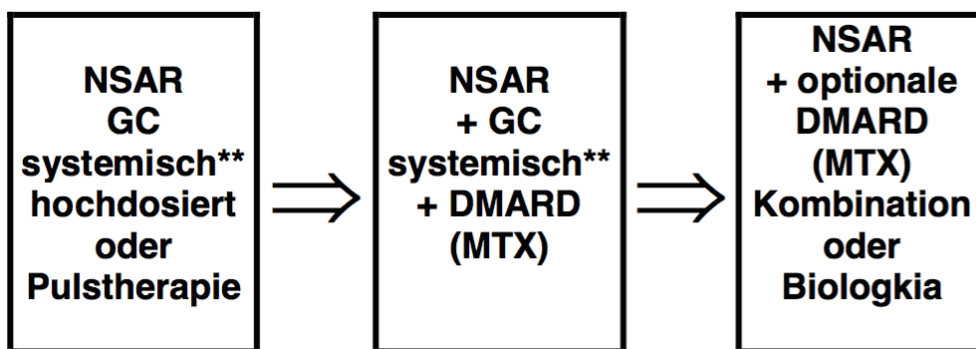 NSAR
GC
systemisch**
hochdosiert
oder
Pulstherapie
NSAR
+ GC
systemisch**
+ DMARD
(MTX)
NSAR
+ optionale
DMARD
(MTX)
Kombination
oder
Biologkia